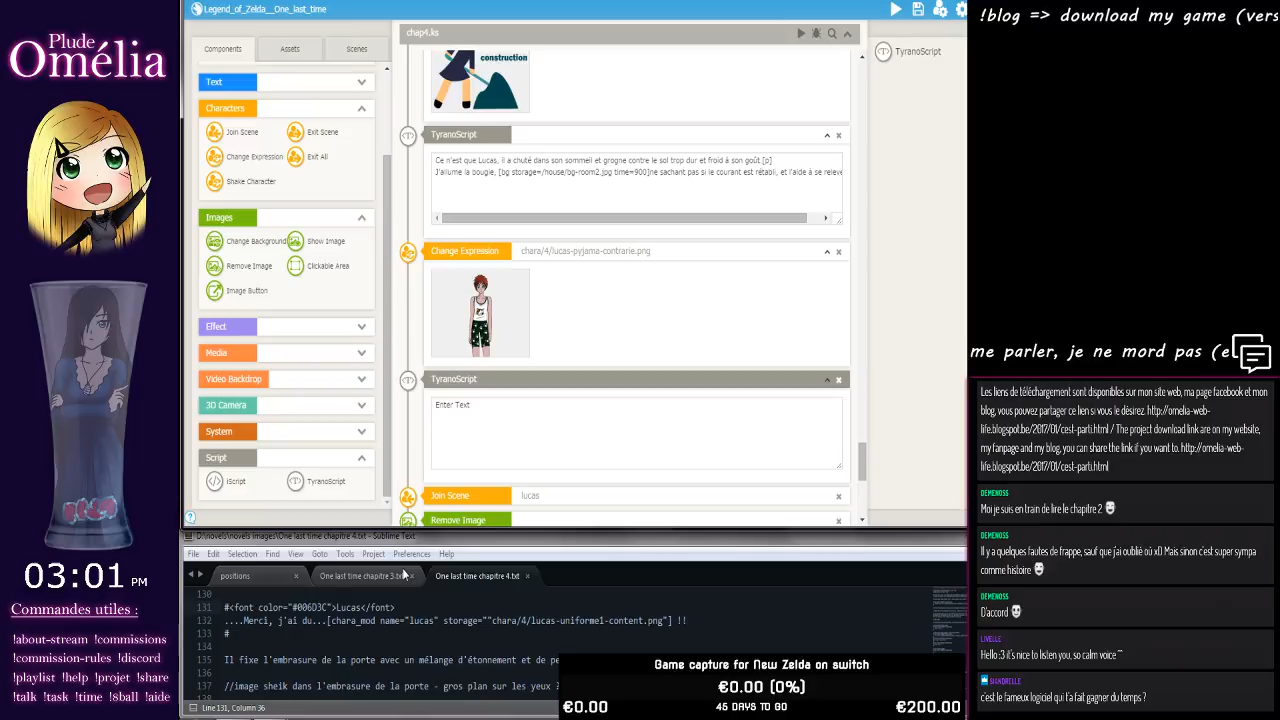 Plude
Omélia
03:01 PM
Commandes utiles :
!about-stream !commissions
!commission-rules !discord
!playlist !help !projet !share
!talk !task !time !8ball !aide
Legend_of_Zelda__One_last_time
Components
Assets
Scenes
Text
Characters
Join Scene
Exit Scene
Change Expression
Exit All
Shake Character
Images
Change Background
Show Image
Remove Image
Clickable Area
Image Button
Effect
Media
Video Backdrop
3D Camera
System
Script
iScript
TyranoScript
chap4.ks
construction
TyranoScript
Ce n'est que Lucas, il a chuté dans son sommeil et grogne contre le sol trop dur et froid à son goût [p]
J'allume la bougie, [bg storage=/house/bg-room2.jpg time=900]ne sachant pas si le courant est rétabli, et l'aide à se releve
Change Expression
chara/4/lucas-pyjama-contrarie.png
TyranoScript
Enter Text
Join Scene
lucas
Remove Image
TyranoScript
D:\novels\novels images\One last time chapitre 4.txt - Sublime Text
File Edit Selection Find View Goto Tools Project Preferences Help
positions
One last time chapitre 3.txt
One last time chapitre 4.txt
130
131 #<font color="#006D3C">Lucas</font>
132 ...Merci, j'ai du...[chara_mod name="lucas" storage=""chara/4/lucas-uniforme1-content.png"] !!
133 #
134
135 Il fixe l'embrasure de la porte avec un mélange d'étonnement et de
136
137 //image sheik dans l'embrasure de la porte - gros plan sur les yeux ?
Line 131, Column 36
Game capture for New Zelda on switch
€0.00 (0%)
€0.00
45 DAYS TO GO
€200.00
!blog => download my game (vers
me parler, je ne mord pas (e
Les liens de téléchargement sont disponibles sur mon site web, ma page facebook et mon
blog, vous pouvez partager ce lien si vous le désirez. http://omelia-web-
life.blogspot.be/2017/01/cest-parti.html / The project download link are on my website,
my fanpage and my blog, you can share the link if you want to. http://omelia-web-
life.blogspot.be/2017/01/cest-parti.html
DEMENOSS
Moi je suis en train de lire le chapitre 2
DEMENOSS
Il y a quelques fautes de frappe, sauf que j'ai oublié où xD Mais sinon c'est super sympa
comme histoire
DEMENOSS
D'accord
LIVELLE
Hello :3 it's nice to listen you, so calm voice ^^
SIANDRELLE
c'est le fameux logiciel qui t'a fait gagner du temps ?